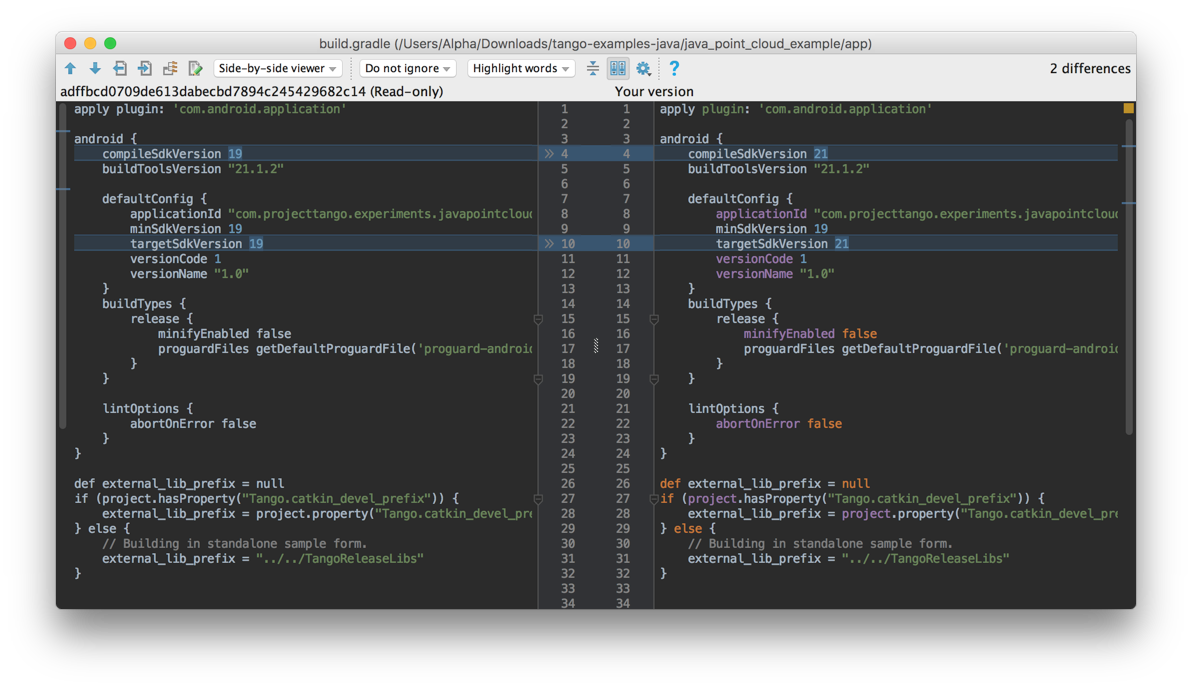 build.gradle (/Users/Alpha/Downloads/tango-examples-java/java_point_cloud_example/app)
Side-by-side viewer Do not ignore Highlight words ? 2 differences
adffbcd0709de613dabecbd7894c245429682c14 (Read-only) Your version
apply plugin: 'com.android.application' 1 1 apply plugin: 'com.android.application'
2 2
android { 3 3 android {
compileSdkVersion 19 » 4 4 compileSdkVersion 21
buildToolsVersion "21.1.2" 5 5 buildToolsVersion "21.1.2"
6 6
defaultConfig { 7 7 defaultConfig {
applicationId "com.projecttango.experiments.javapointclou 8 8 applicationId "com.projecttango.experiments.javapointclou
minSdkVersion 19 9 9 minSdkVersion 19
targetSdkVersion 19 » 10 10 targetSdkVersion 21
versionCode 1 11 11 versionCode 1
versionName "1.0" 12 12 versionName "1.0"
} 13 13 }
buildTypes { 14 14 buildTypes {
release { 15 15 release {
minifyEnabled false 16 16 minifyEnabled false
proguardFiles getDefaultProguardFile('proguard-android 17 17 proguardFiles getDefaultProguardFile('proguard-android
} 18 18 }
} 19 19 }
20 20
lintOptions { 21 21 lintOptions {
abortOnError false 22 22 abortOnError false
} 23 23 }
} 24 24 }
25 25
def external_lib_prefix = null 26 26 def external_lib_prefix = null
if (project.hasProperty("Tango.catkin_devel_prefix")) { 27 27 if (project.hasProperty("Tango.catkin_devel_prefix")) {
external_lib_prefix = project.property("Tango.catkin_devel_pre 28 28 external_lib_prefix = project.property("Tango.catkin_devel_pre
} else { 29 29 } else {
// Building in standalone sample form. 30 30 // Building in standalone sample form.
external_lib_prefix = "../../TangoReleaseLibs" 31 31 external_lib_prefix = "../../TangoReleaseLibs"
} 32 32 }
33 33
34 34